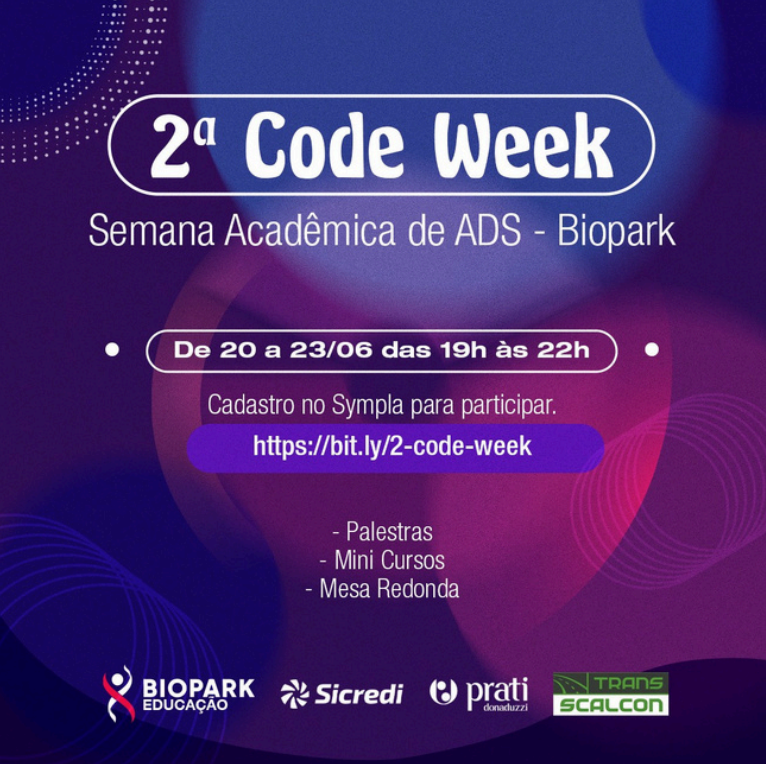 2ª Code Week
Semana Acadêmica de ADS - Biopark
De 20 a 23/06 das 19h às 22h
Cadastro no Sympla para participar.
https://bit.ly/2-code-week
- Palestras
- Mini Cursos
- Mesa Redonda
BIOPARK
EDUCAÇÃO
Sicredi
prati
donaduzzi
TRANS
SCALCON